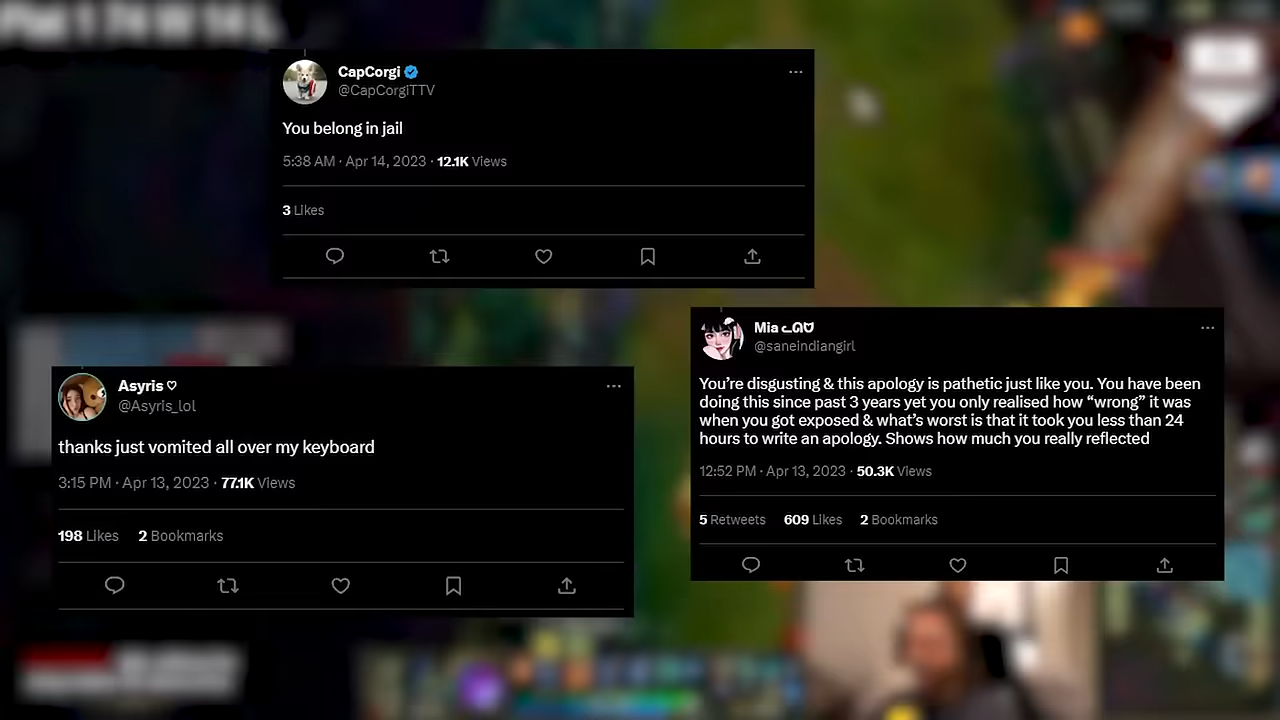 CapCorgi
@CapCorgiTTV
You belong in jail
5:38 AM · Apr 14, 2023 · 12.1K Views
3 Likes
Asyris ♡
@Asyris_lol
thanks just vomited all over my keyboard
3:15 PM · Apr 13, 2023 · 77.1K Views
198 Likes 2 Bookmarks
Mia
@saneindiangirl
You’re disgusting & this apology is pathetic just like you. You have been
doing this since past 3 years yet you only realised how “wrong” it was
when you got exposed & what’s worst is that it took you less than 24
hours to write an apology. Shows how much you really reflected
12:52 PM · Apr 13, 2023 · 50.3K Views
5 Retweets 609 Likes 2 Bookmarks